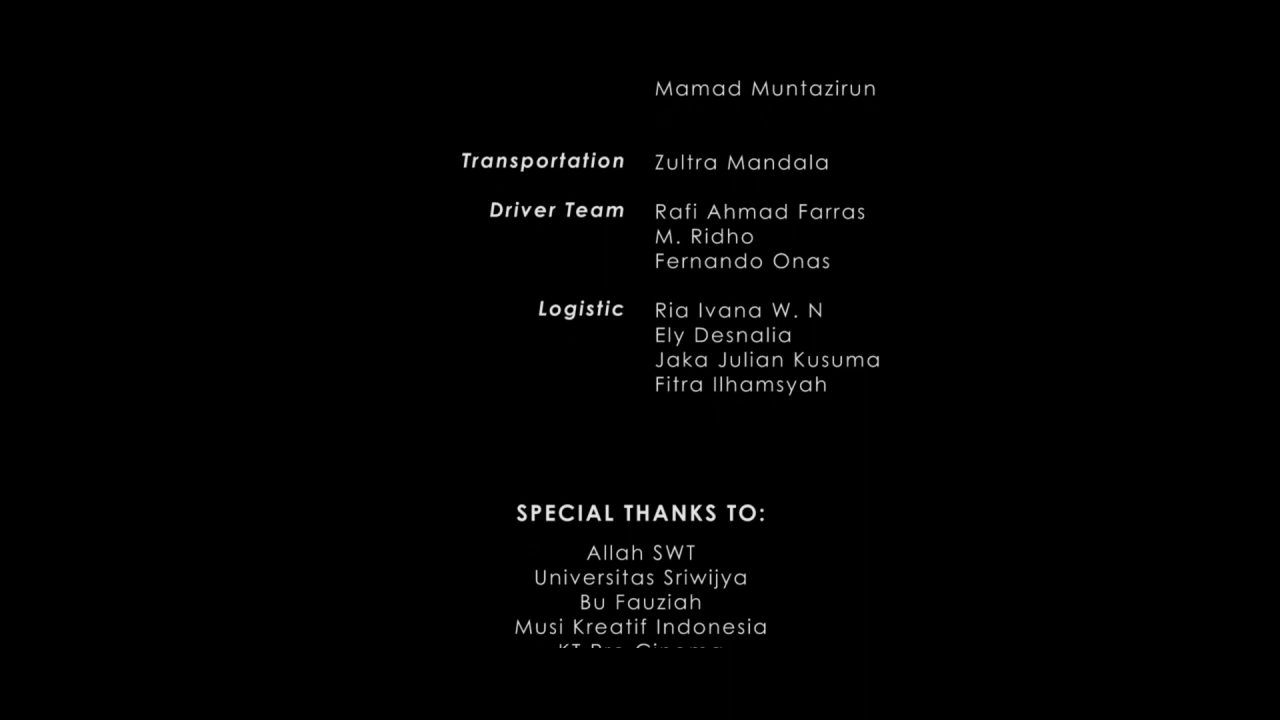 Mamad Muntazirun
Transportation Zultra Mandala
Driver Team Rafi Ahmad Farras
M. Ridho
Fernando Onas
Logistic Ria Ivana W. N
Ely Desnalia
Jaka Julian Kusuma
Fitra Ilhamsyah
SPECIAL THANKS TO:
Allah SWT
Universitas Sriwijya
Bu Fauziah
Musi Kreatif Indonesia